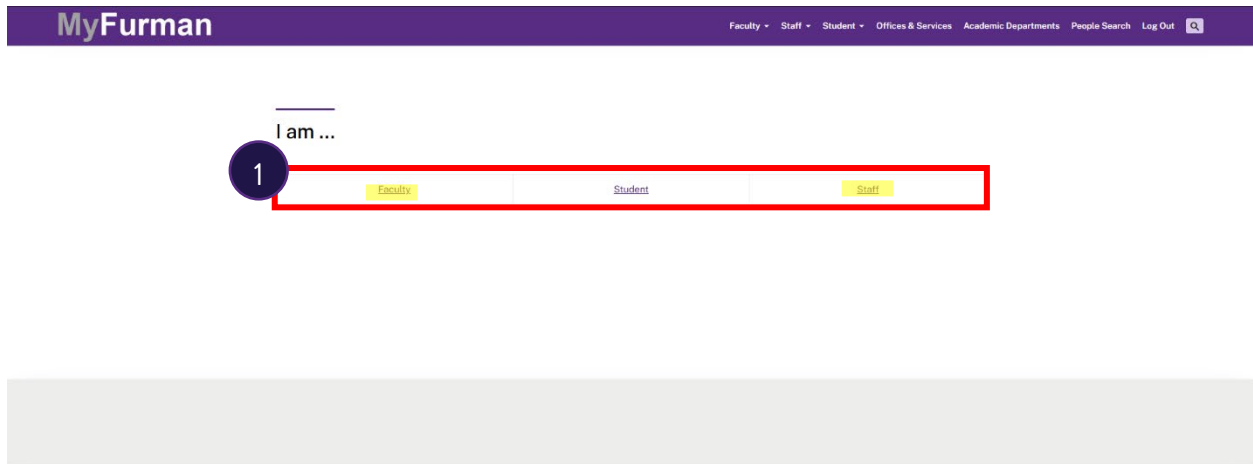 MyFurman Faculty Staff Student Offices & Services Academic Departments People Search Log Out
I am ...
1
Faculty Student Staff